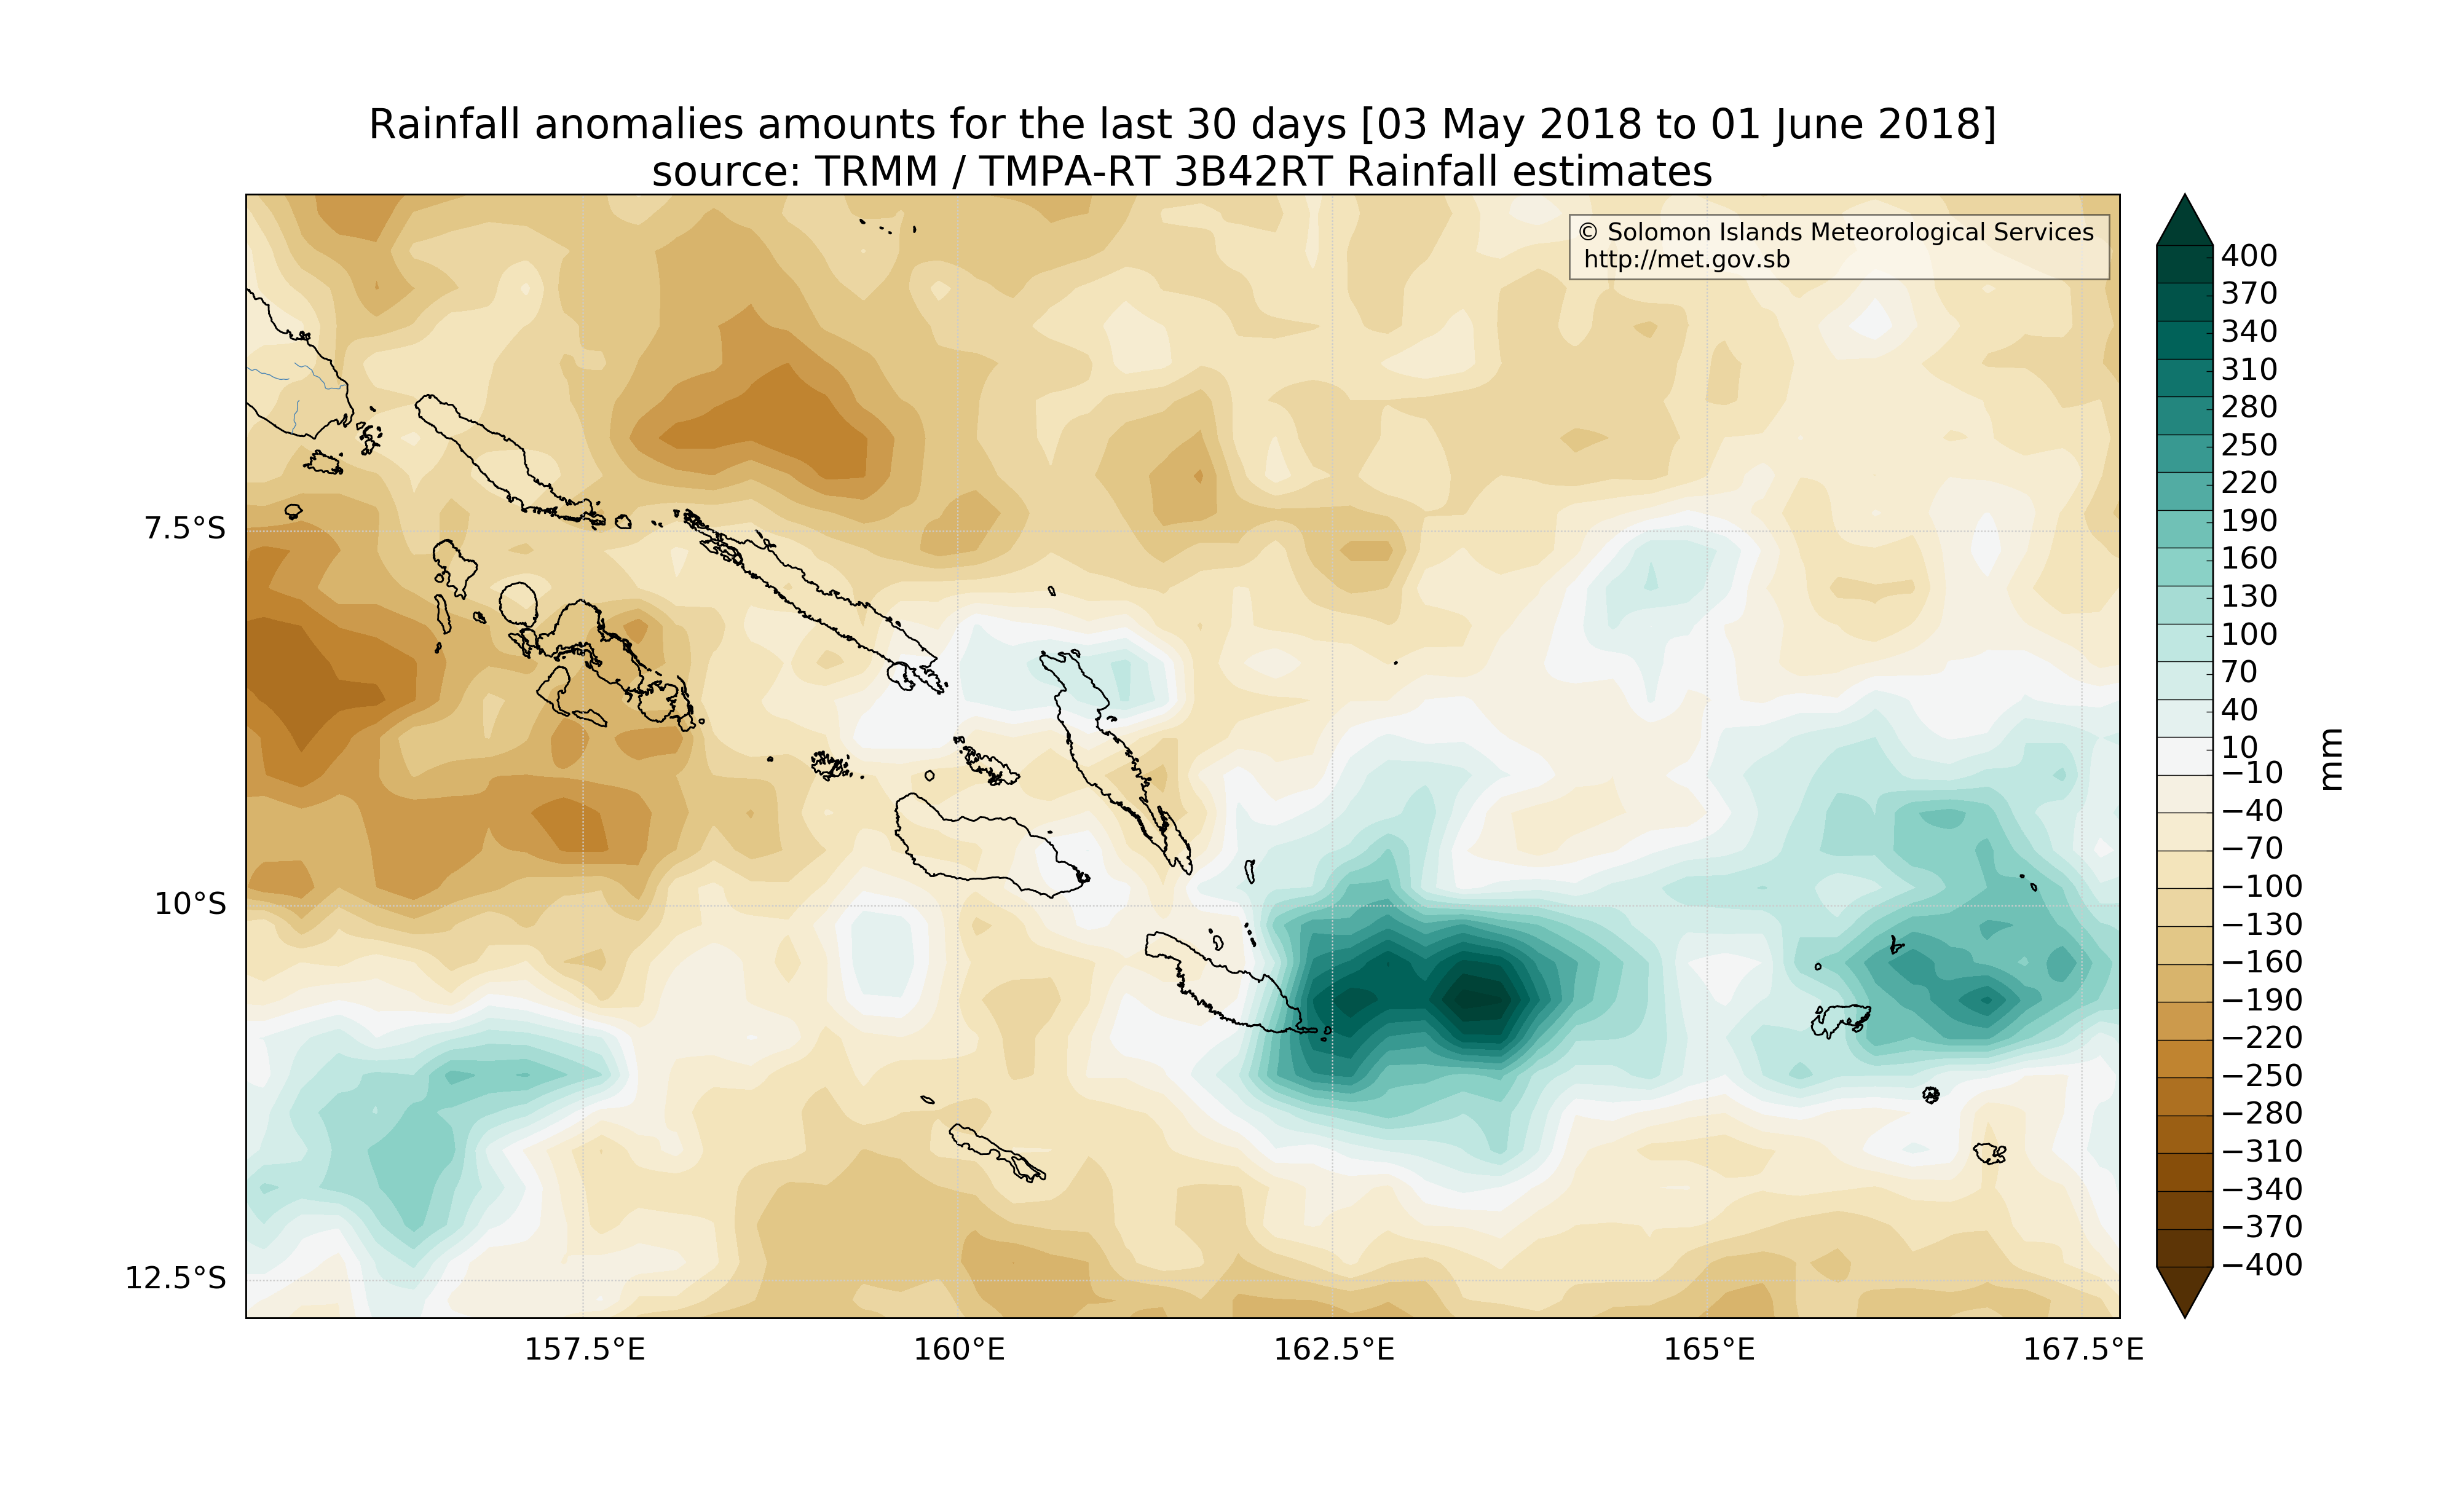 Rainfall anomalies amounts for the last 30 days [03 May 2018 to 01 June 2018]
source: TRMM / TMPA-RT 3B42RT Rainfall estimates
© Solomon Islands Meteorological Services
http://met.gov.sb
7.5°S
10°S
12.5°S
157.5°E
160°E
162.5°E
165°E
167.5°E
400
370
340
310
280
250
220
190
160
130
100
70
40
10
−10
−40
−70
−100
−130
−160
−190
−220
−250
−280
−310
−340
−370
−400
mm